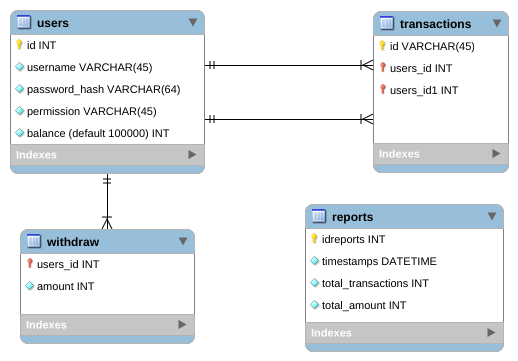 users
id INT
username VARCHAR(45)
password_hash VARCHAR(64)
permission VARCHAR(45)
balance (default 100000) INT
Indexes
transactions
id VARCHAR(45)
users_id INT
users_id1 INT
Indexes
withdraw
users_id INT
amount INT
Indexes
reports
idreports INT
timestamps DATETIME
total_transactions INT
total_amount INT
Indexes